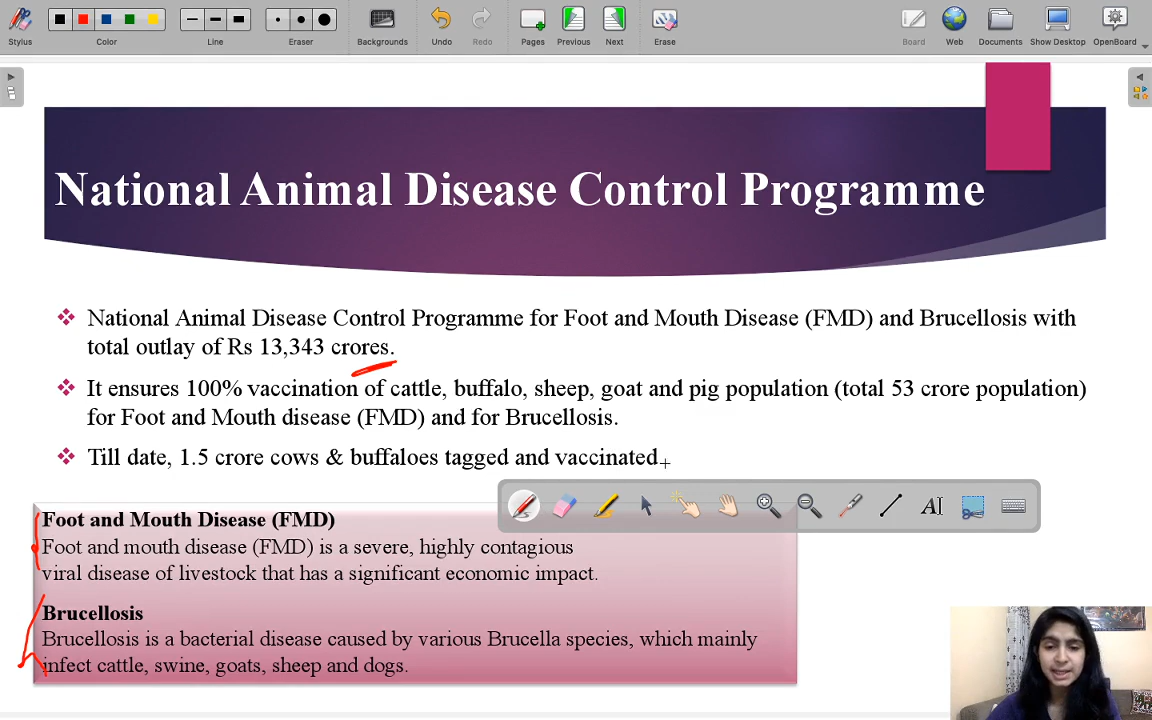 Stylus
Color
Line
Eraser
Backgrounds
Undo
Redo
Pages
Previous
Next
Erase
Board
Web
Documents
Show Desktop
OpenBoard
National Animal Disease Control Programme
National Animal Disease Control Programme for Foot and Mouth Disease (FMD) and Brucellosis with
total outlay of Rs 13,343 crores.
It ensures 100% vaccination of cattle, buffalo, sheep, goat and pig population (total 53 crore population)
for Foot and Mouth disease (FMD) and for Brucellosis.
Till date, 1.5 crore cows & buffaloes tagged and vaccinated
AI
Foot and Mouth Disease (FMD)
Foot and mouth disease (FMD) is a severe, highly contagious
viral disease of livestock that has a significant economic impact.
Brucellosis
Brucellosis is a bacterial disease caused by various Brucella species, which mainly
infect cattle, swine, goats, sheep and dogs.